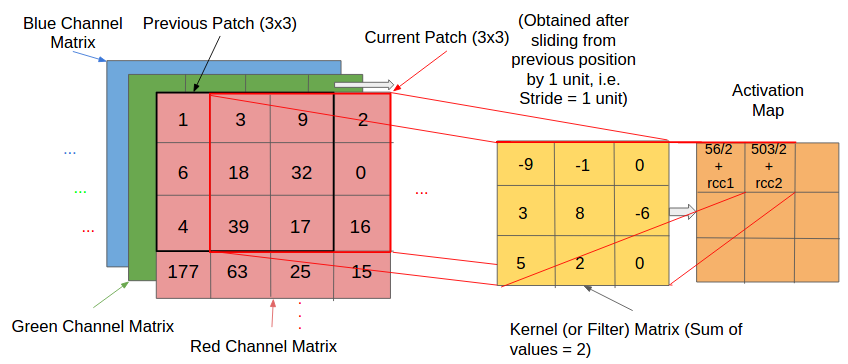 Blue Channel
Matrix
Previous Patch (3x3)
Current Patch (3x3)
(Obtained after
sliding from
previous position
by 1 unit, i.e.
Stride = 1 unit)
Activation
Map
1 3 9 2
6 18 32 0
4 39 17 16
177 63 25 15
...
...
...
...
-9 -1 0
3 8 -6
5 2 0
56/2 503/2
+ +
rcc1 rcc2
Green Channel Matrix
Red Channel Matrix
Kernel (or Filter) Matrix (Sum of
values = 2)